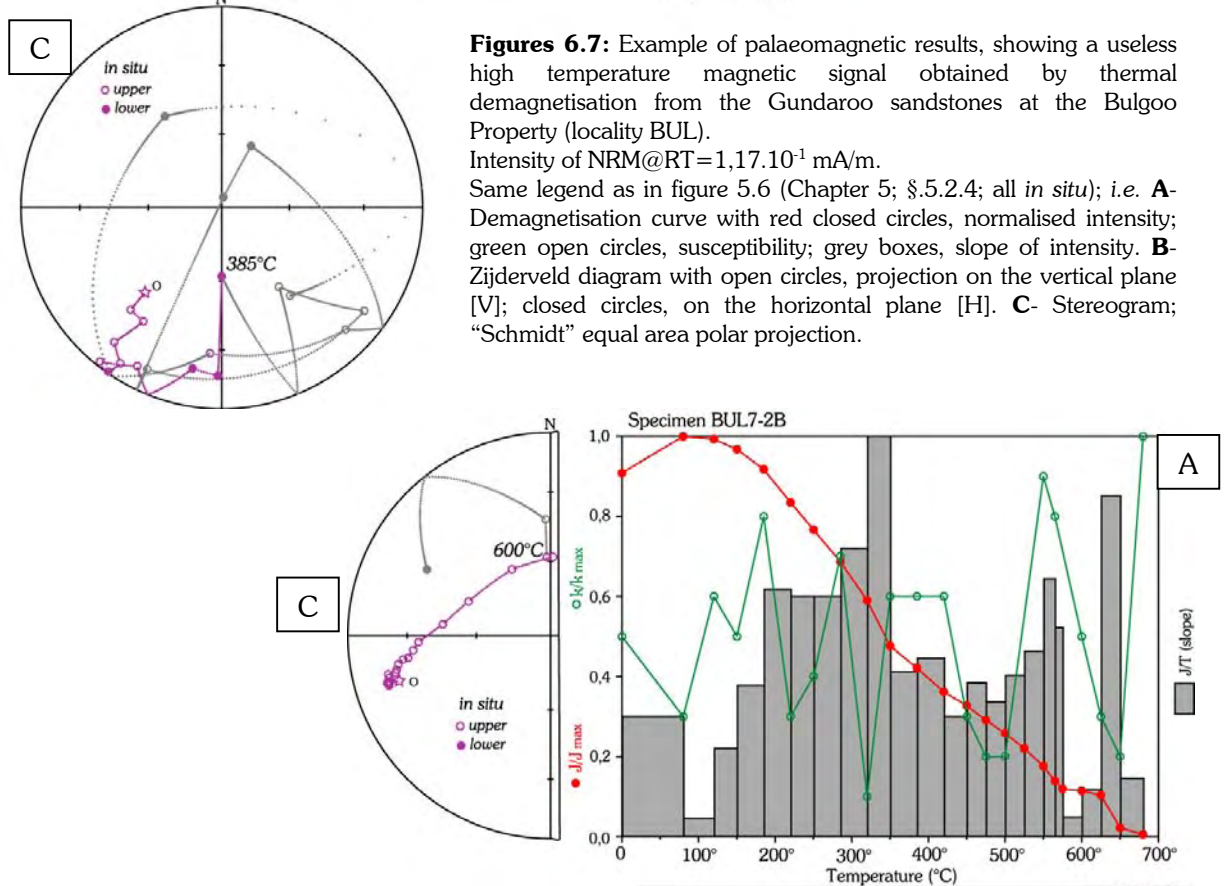 N
C
in situ
upper
lower
385°C
O
Figures 6.7: Example of palaeomagnetic results, showing a useless
high temperature magnetic signal obtained by thermal
demagnetisation from the Gundaroo sandstones at the Bulgoo
Property (locality BUL).
Intensity of NRM@RT=1,17.10⁻¹ mA/m.
Same legend as in figure 5.6 (Chapter 5; §.5.2.4; all in situ); i.e. A-
Demagnetisation curve with red closed circles, normalised intensity;
green open circles, susceptibility; grey boxes, slope of intensity. B-
Zijderveld diagram with open circles, projection on the vertical plane
[V]; closed circles, on the horizontal plane [H]. C- Stereogram;
“Schmidt” equal area polar projection.
N
600°C
C
O
in situ
upper
lower
Specimen BUL7-2B
A
1,0
0,8
0,6
0,4
0,2
0,0
k/k max
J/J max
J/T (slope)
0 100° 200° 300° 400° 500° 600° 700°
Temperature (°C)